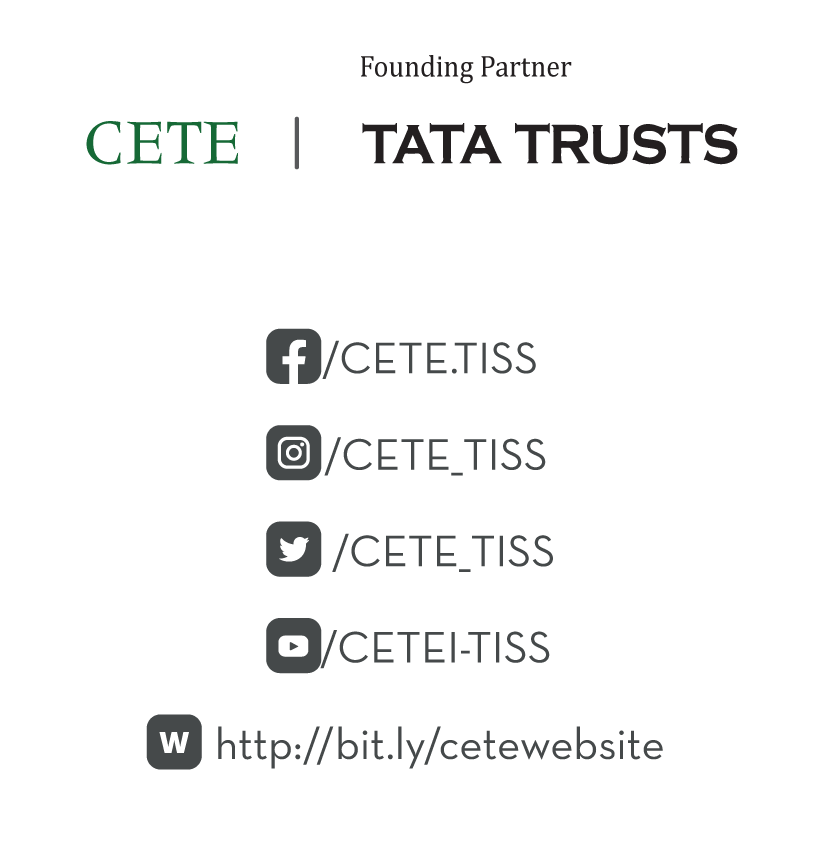 Founding Partner
CETE | TATA TRUSTS
/CETE.TISS
/CETE_TISS
/CETE_TISS
/CETEI-TISS
W http://bit.ly/cetewebsite